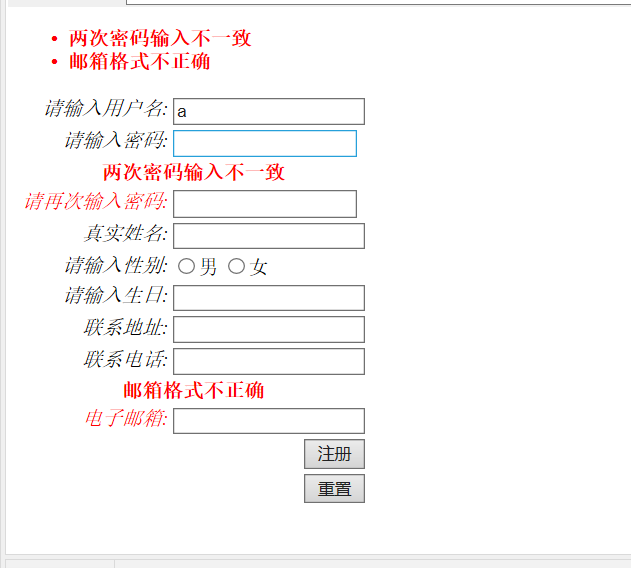 两次密码输入不一致
邮箱格式不正确
请输入用户名: a
请输入密码:
两次密码输入不一致
请再次输入密码:
真实姓名:
请输入性别: 男 女
请输入生日:
联系地址:
联系电话:
邮箱格式不正确
电子邮箱:
注册
重置